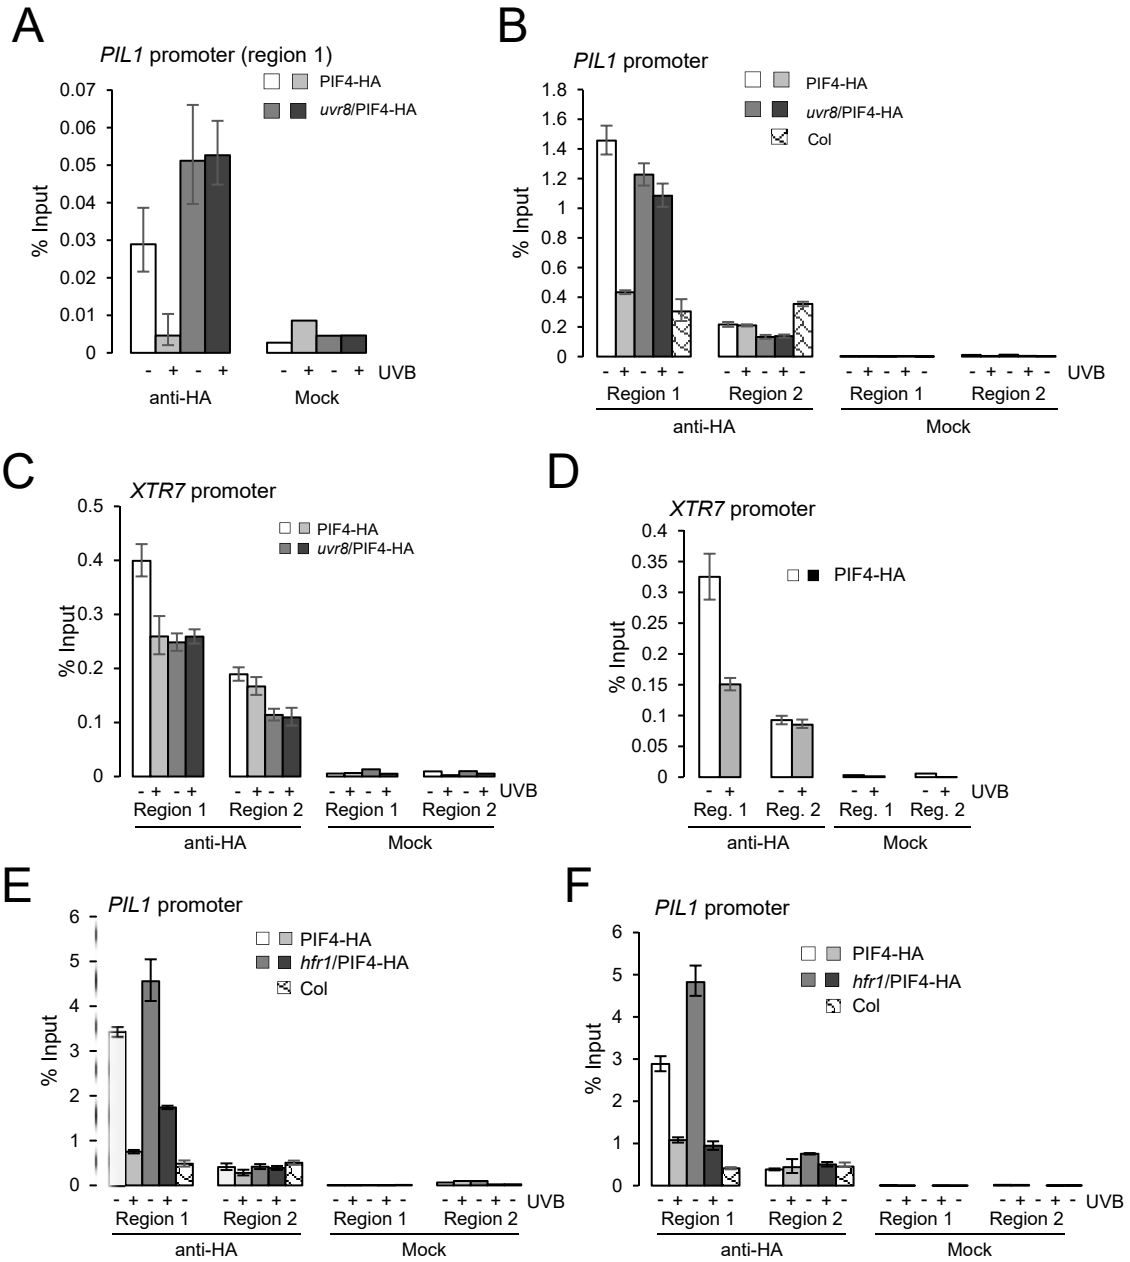 A
PIL1 promoter (region 1)
PIF4-HA
uvr8/PIF4-HA
% Input
0.07
0.06
0.05
0.04
0.03
0.02
0.01
0
- + - + - + - + UVB
anti-HA Mock
B
PIL1 promoter
PIF4-HA
uvr8/PIF4-HA
Col
% Input
1.8
1.6
1.4
1.2
1
0.8
0.6
0.4
0.2
0
- + - + - - + - + - - + - + - - + - + - UVB
Region 1 Region 2 Region 1 Region 2
anti-HA Mock
C
XTR7 promoter
PIF4-HA
uvr8/PIF4-HA
% Input
0.5
0.4
0.3
0.2
0.1
0
- + - + - + - + - + - + - + - + UVB
Region 1 Region 2 Region 1 Region 2
anti-HA Mock
D
XTR7 promoter
PIF4-HA
% Input
0.4
0.35
0.3
0.25
0.2
0.15
0.1
0.05
0
- + - + - + - + UVB
Reg. 1 Reg. 2 Reg. 1 Reg. 2
anti-HA Mock
E
PIL1 promoter
PIF4-HA
hfr1/PIF4-HA
Col
% Input
6
5
4
3
2
1
0
- + - + - - + - + - - + - + - - + - + - UVB
Region 1 Region 2 Region 1 Region 2
anti-HA Mock
F
PIL1 promoter
PIF4-HA
hfr1/PIF4-HA
Col
% Input
6
5
4
3
2
1
0
- + - + - - + - + - - + - + - - + - + - UVB
Region 1 Region 2 Region 1 Region 2
anti-HA Mock